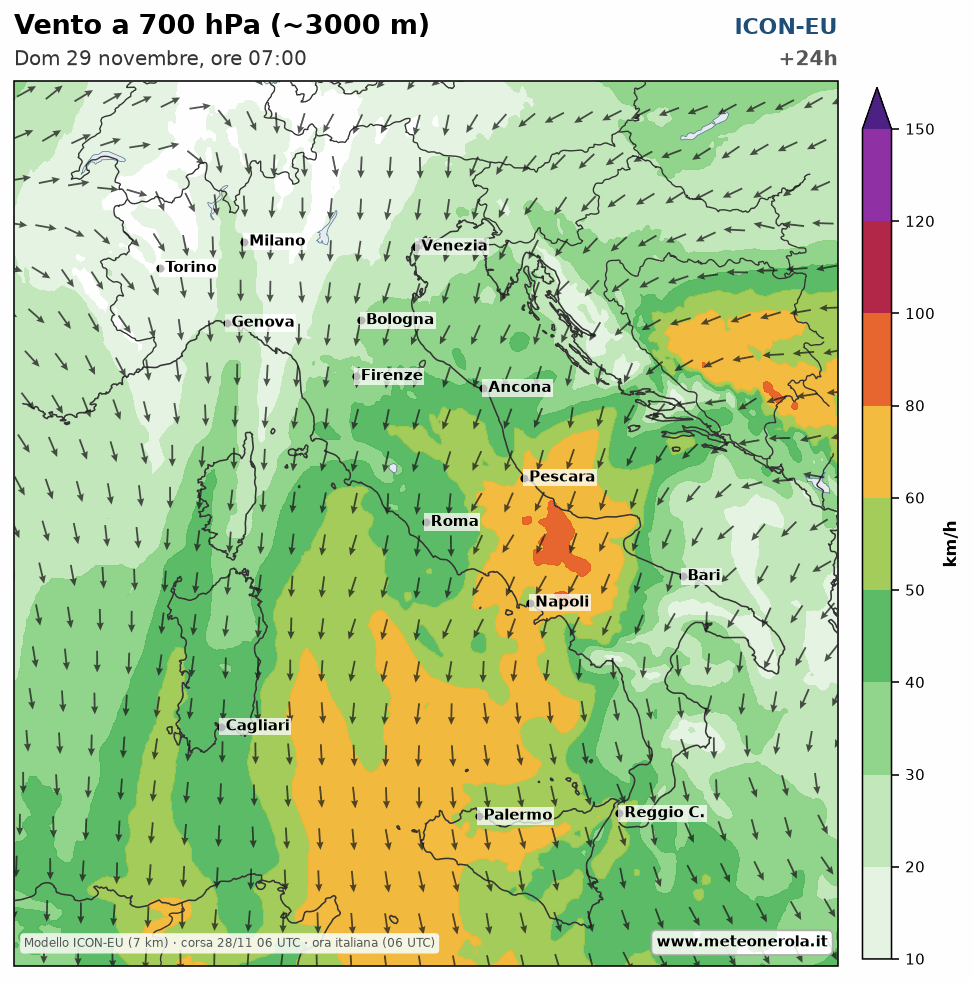 Vento a 700 hPa (~3000 m)
ICON-EU
Dom 29 novembre, ore 07:00
+24h
150
120
Milano
Venezia
Torino
Genova
Bologna
100
Firenze
Ancona
80
Pescara
60
Roma
km/h
Bari
50
Napoli
40
Cagliari
30
Palermo
Reggio C.
20
Modello ICON-EU (7 km) · corsa 28/11 06 UTC · ora italiana (06 UTC)
www.meteonerola.it
10